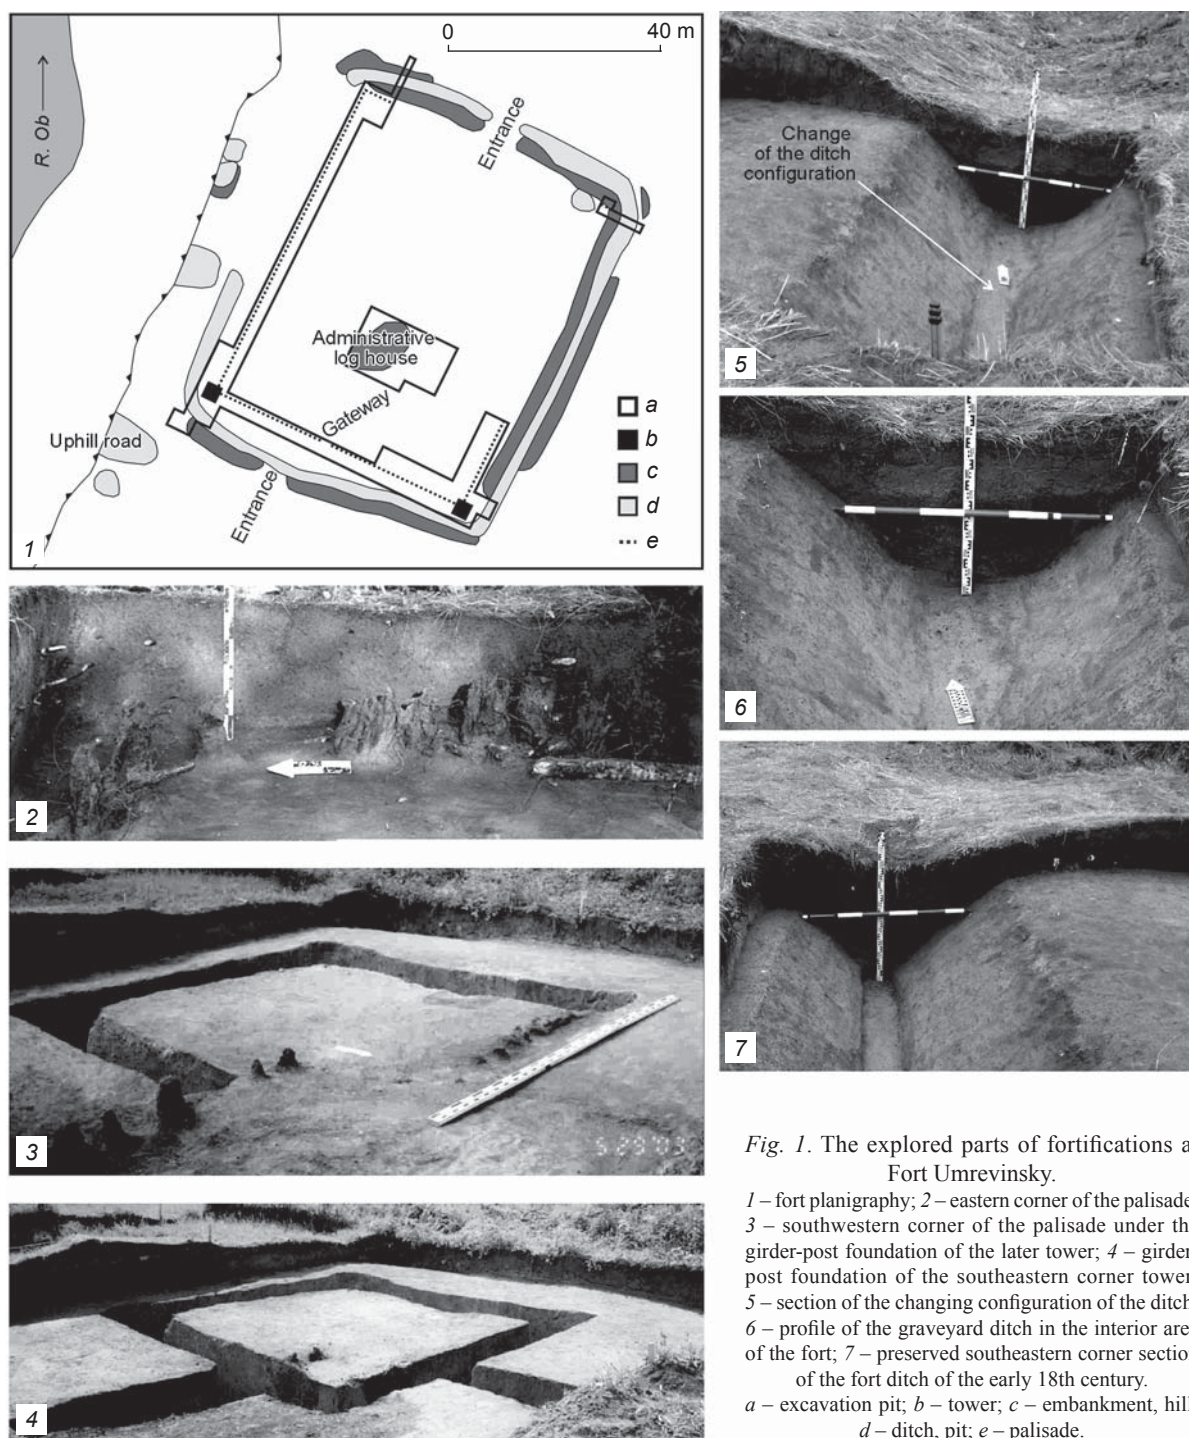 0 40 m
R. Ob
Entrance
Administrative
log house
Gateway
Uphill road
Entrance
a
b
c
d
e
1
2
3
5.29'03
4
Change
of the ditch
configuration
5
6
7
Fig. 1. The explored parts of fortifications a
Fort Umrevinsky.
1 – fort planigraphy; 2 – eastern corner of the palisade
3 – southwestern corner of the palisade under th
girder-post foundation of the later tower; 4 – girder
post foundation of the southeastern corner tower
5 – section of the changing configuration of the ditch
6 – profile of the graveyard ditch in the interior are
of the fort; 7 – preserved southeastern corner section
of the fort ditch of the early 18th century.
a – excavation pit; b – tower; c – embankment, hill
d – ditch, pit; e – palisade.